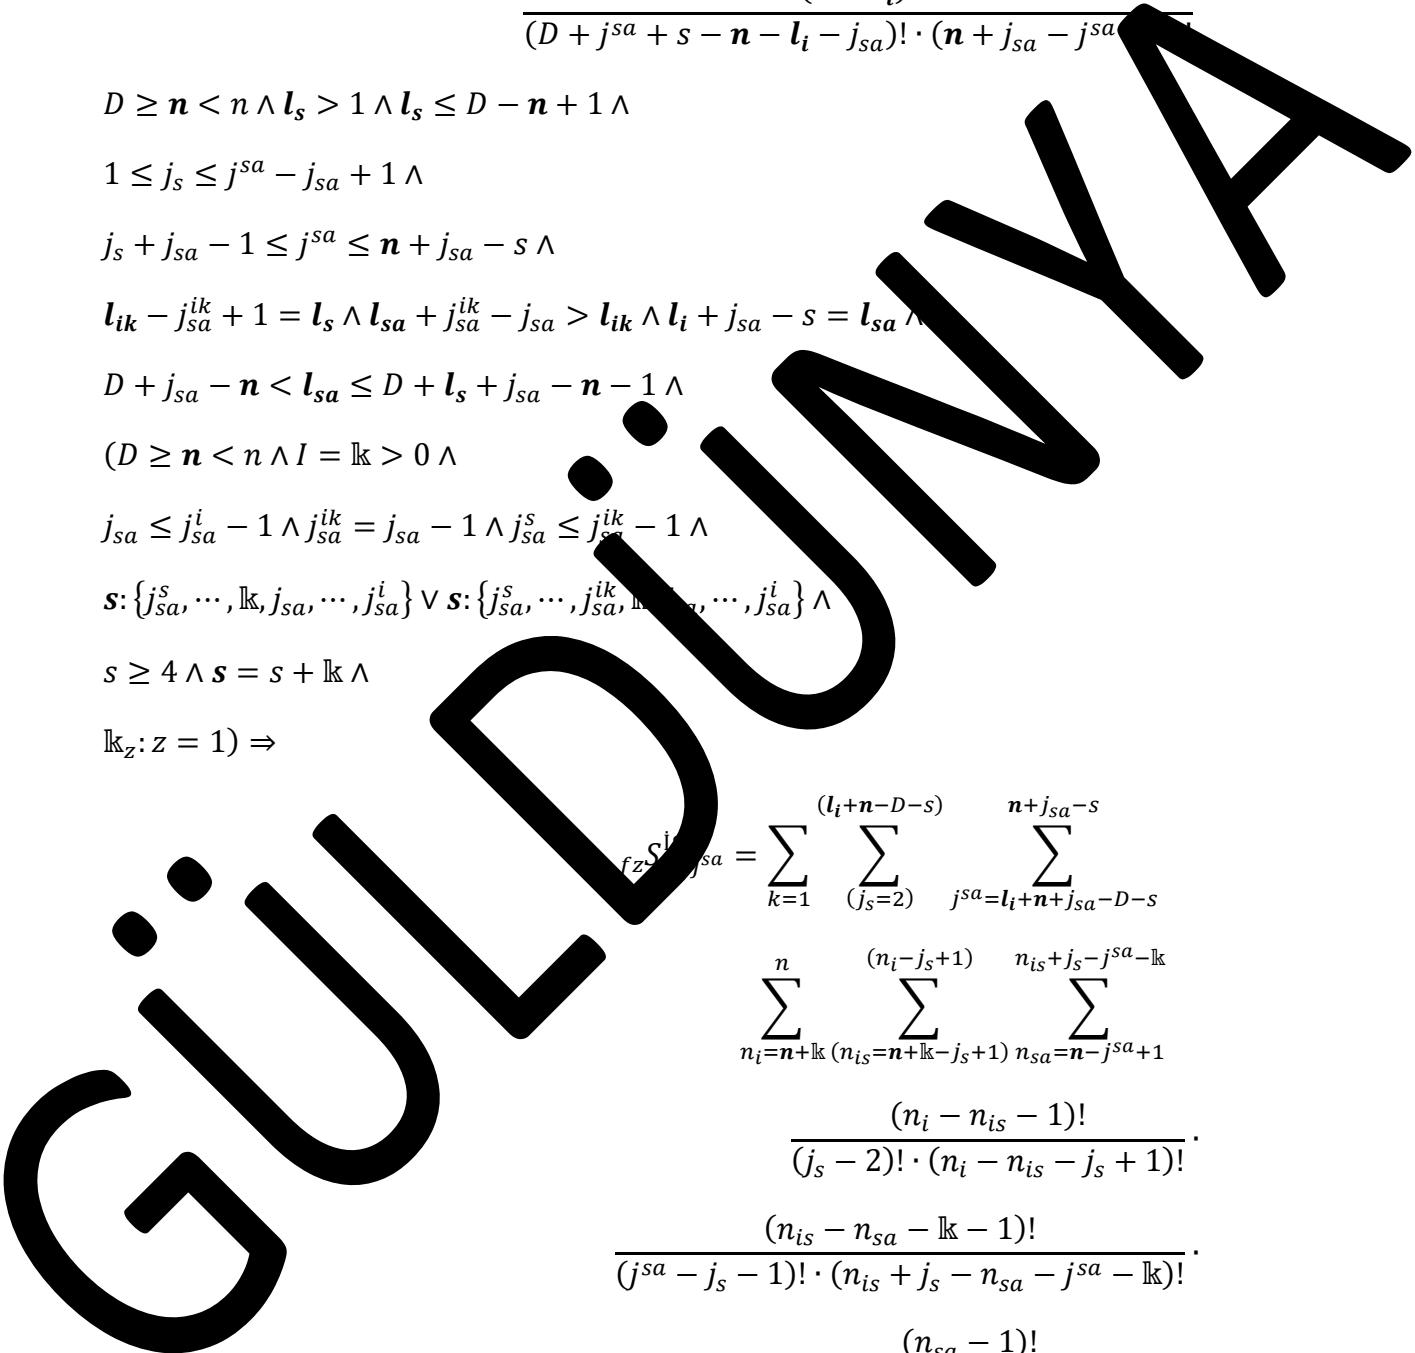 (D + j^{sa} + s − n − l_i − j_{sa})! · (n + j_{sa} − j^{sa}
D ≥ n < n ∧ l_s > 1 ∧ l_s ≤ D − n + 1 ∧
1 ≤ j_s ≤ j^{sa} − j_{sa} + 1 ∧
j_s + j_{sa} − 1 ≤ j^{sa} ≤ n + j_{sa} − s ∧
l_{ik} − j_{sa}^{ik} + 1 = l_s ∧ l_{sa} + j_{sa}^{ik} − j_{sa} > l_{ik} ∧ l_i + j_{sa} − s = l_{sa} ∧
D + j_{sa} − n < l_{sa} ≤ D + l_s + j_{sa} − n − 1 ∧
(D ≥ n < n ∧ I = 𝕜 > 0 ∧
j_{sa} ≤ j_{sa}^{i} − 1 ∧ j_{sa}^{ik} = j_{sa} − 1 ∧ j_{sa}^{s} ≤ j_{sa}^{ik} − 1 ∧
s: {j_{sa}^{s}, ⋯, 𝕜, j_{sa}, ⋯, j_{sa}^{i}} ∨ s: {j_{sa}^{s}, ⋯, j_{sa}^{ik}, ⋯, j_{sa}^{i}} ∧
s ≥ 4 ∧ s = s + 𝕜 ∧
𝕜_z: z = 1) ⇒
(l_i+n−D−s) n+j_{sa}−s
_{fz}S = ∑ ∑ ∑
k=1 (j_s=2) j^{sa}=l_i+n+j_{sa}−D−s
n (n_i−j_s+1) n_{is}+j_s−j^{sa}−𝕜
∑ ∑ ∑
n_i=n+𝕜 (n_{is}=n+𝕜−j_s+1) n_{sa}=n−j^{sa}+1
(n_i − n_{is} − 1)!
(j_s − 2)! · (n_i − n_{is} − j_s + 1)! ·
(n_{is} − n_{sa} − 𝕜 − 1)!
(j^{sa} − j_s − 1)! · (n_{is} + j_s − n_{sa} − j^{sa} − 𝕜)! ·
(n_{sa} − 1)!
GÜLDÜNYA